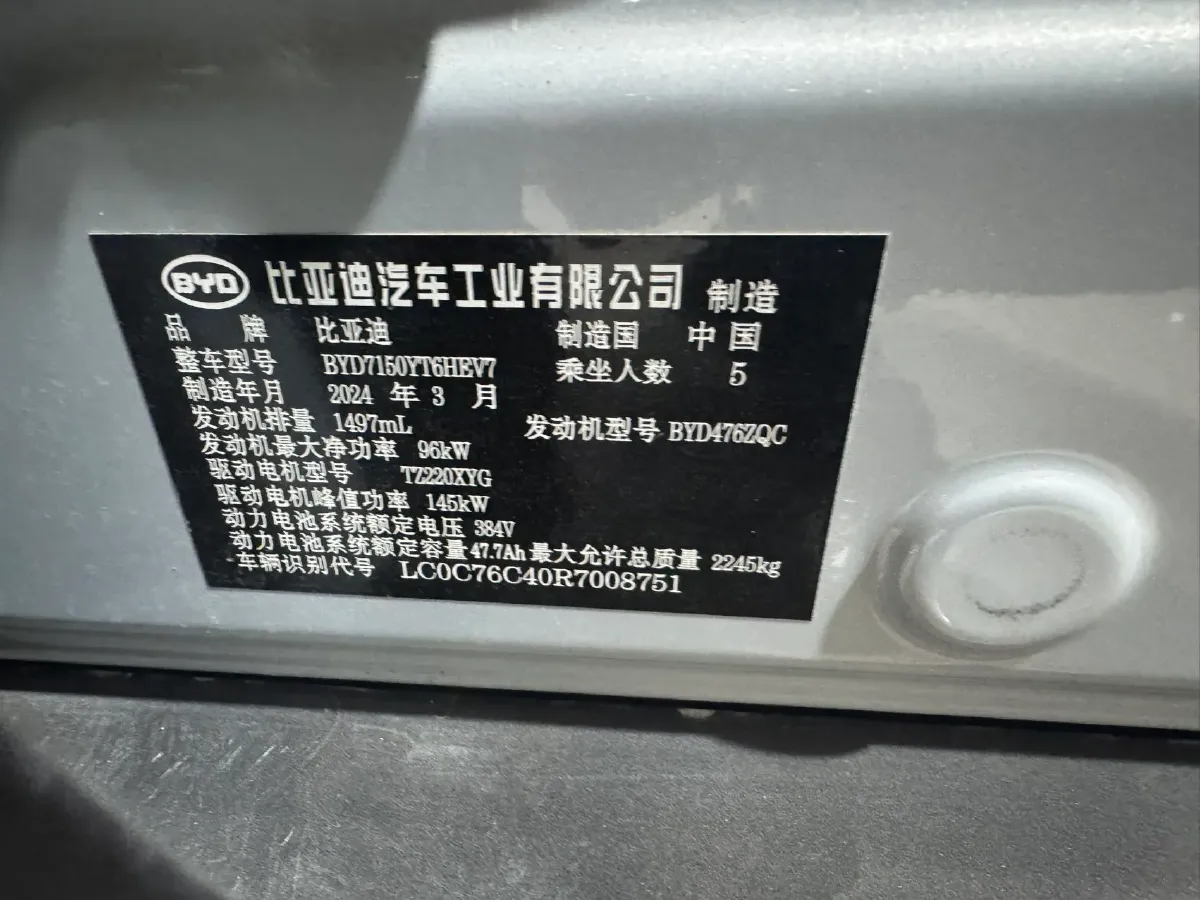 BYD 比亚迪汽车工业有限公司 制造
品 牌 比亚迪 制造国 中国
整车型号 BYD7150YT6HEV7 乘坐人数 5
制造年月 2024 年 3 月
发动机排量 1497mL 发动机型号 BYD476ZQC
发动机最大净功率 96kW
驱动电机型号 TZ220XYG
驱动电机峰值功率 145kW
动力电池系统额定电压 384V
动力电池系统额定容量 47.7Ah 最大允许总质量 2245kg
车辆识别代号 LC0C76C40R7008751